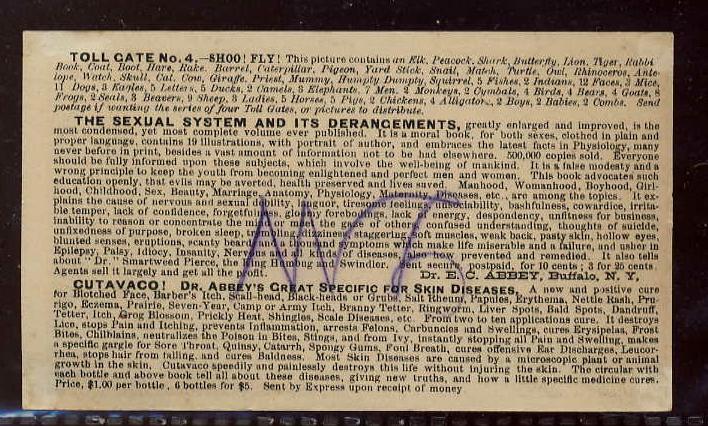 TOLL GATE No. 4.—SHOO! FLY! This picture contains an Elk, Peacock, Shark, Butterfly, Lion, Tiger, Rabbi
Book, Coat, Boot, Hare, Rake, Barrel, Caterpillar, Pigeon, Yard Stick, Snail, Match, Turtle, Owl, Rhinoceros, Ante-
lope, Watch, Skull, Cat, Cow, Giraffe, Priest, Mummy, Humpty Dumpty, Squirrel, 5 Fishes, 2 Indians, 12 Faces, 3 Mice,
11 Dogs, 3 Eagles, 5 Letters, 5 Ducks, 2 Camels, 3 Elephants, 7 Men, 2 Monkeys, 2 Cymbals, 4 Birds, 4 Bears, 4 Goats, 8
Frogs, 2 Seals, 3 Beavers, 9 Sheep, 3 Ladies, 5 Horses, 5 Pigs, 2 Chickens, 4 Alligators, 2 Boys, 2 Babies, 2 Combs. Send
postage if wanting the series of four Toll Gates, or pictures to distribute.
THE SEXUAL SYSTEM AND ITS DERANGEMENTS, greatly enlarged and improved, is the
most condensed, yet most complete volume ever published. It is a moral book, for both sexes, clothed in plain and
proper language, contains 19 illustrations, with portrait of author, and embraces the latest facts in Physiology, many
never before in print, besides a vast amount of information not to be had elsewhere. 500,000 copies sold. Everyone
should be fully informed upon these subjects, which involve the well-being of mankind. It is a false modesty and a
wrong principle to keep the youth from becoming enlightened and perfect men and women. This book advocates such
education openly, that evils may be averted, health preserved and lives saved. Manhood, Womanhood, Boyhood, Girl-
hood, Childhood, Sex, Beauty, Marriage, Anatomy, Physiology, Paternity, Diseases, etc., are among the topics. It ex-
plains the cause of nervous and sexual debility, languor, tiresome feelings, unsociability, bashfulness, cowardice, irrita-
ble temper, lack of confidence, forgetfulness, gloomy forebodings, lack of energy, despondency, unfitness for business,
inability to reason or concentrate the mind, or meet the gaze of others, confused understanding, thoughts of suicide,
unfixedness of purpose, broken sleep, trembling, dizziness, staggering, soft muscles, weak back, pasty skin, hollow eyes,
blunted senses, eruptions, scanty beard, and symptoms which make life miserable and a failure, and usher in
Epilepsy, Palsy, Idiocy, Insanity, Nervous and all kinds of diseases, prevented and remedied. It also tells
about "Dr." Smartweed Pierce, the king Humbug and Swindler. Sent securely, postpaid, for 10 cents; 3 for 25 cents.
Agents sell it largely and get all the profit. Dr. E. C. ABBEY, Buffalo, N. Y.
CUTAVACO! DR. ABBEY'S GREAT SPECIFIC FOR SKIN DISEASES. A new and positive cure
for Blotched Face, Barber's Itch, Scall-head, Black-heads or Grubs, Salt Rheum, Papules, Erythema, Nettle Rash, Pru-
rigo, Eczema, Prairie, Seven-Year, Camp or Army Itch, Branny Tetter, Ringworm, Liver Spots, Bald Spots, Dandruff,
Tetter, Itch, Grog Blossom, Prickly Heat, Shingles, Scale Diseases, etc. From two to ten applications cure. It destroys
Lice, stops Pain and Itching, prevents Inflammation, arrests Felons, Carbuncles and Swellings, cures Erysipelas, Frost
Bites, Chilblains, neutralizes the Poison in Bites, Stings, and from Ivy, instantly stopping all Pain and Swelling, makes
a specific gargle for Sore Throat, Quinsy, Catarrh, Spongy Gums, Foul Breath, cures offensive Ear Discharges, Leucor-
rhea, stops hair from falling, and cures Baldness. Most Skin Diseases are caused by a microscopic plant or animal
growth in the skin. Cutavaco speedily and painlessly destroys this life without injuring the skin. The circular with
each bottle and above book tell all about these diseases, giving new truths, and how a little specific medicine cures.
Price, $1.00 per bottle, 6 bottles for $5. Sent by Express upon receipt of money